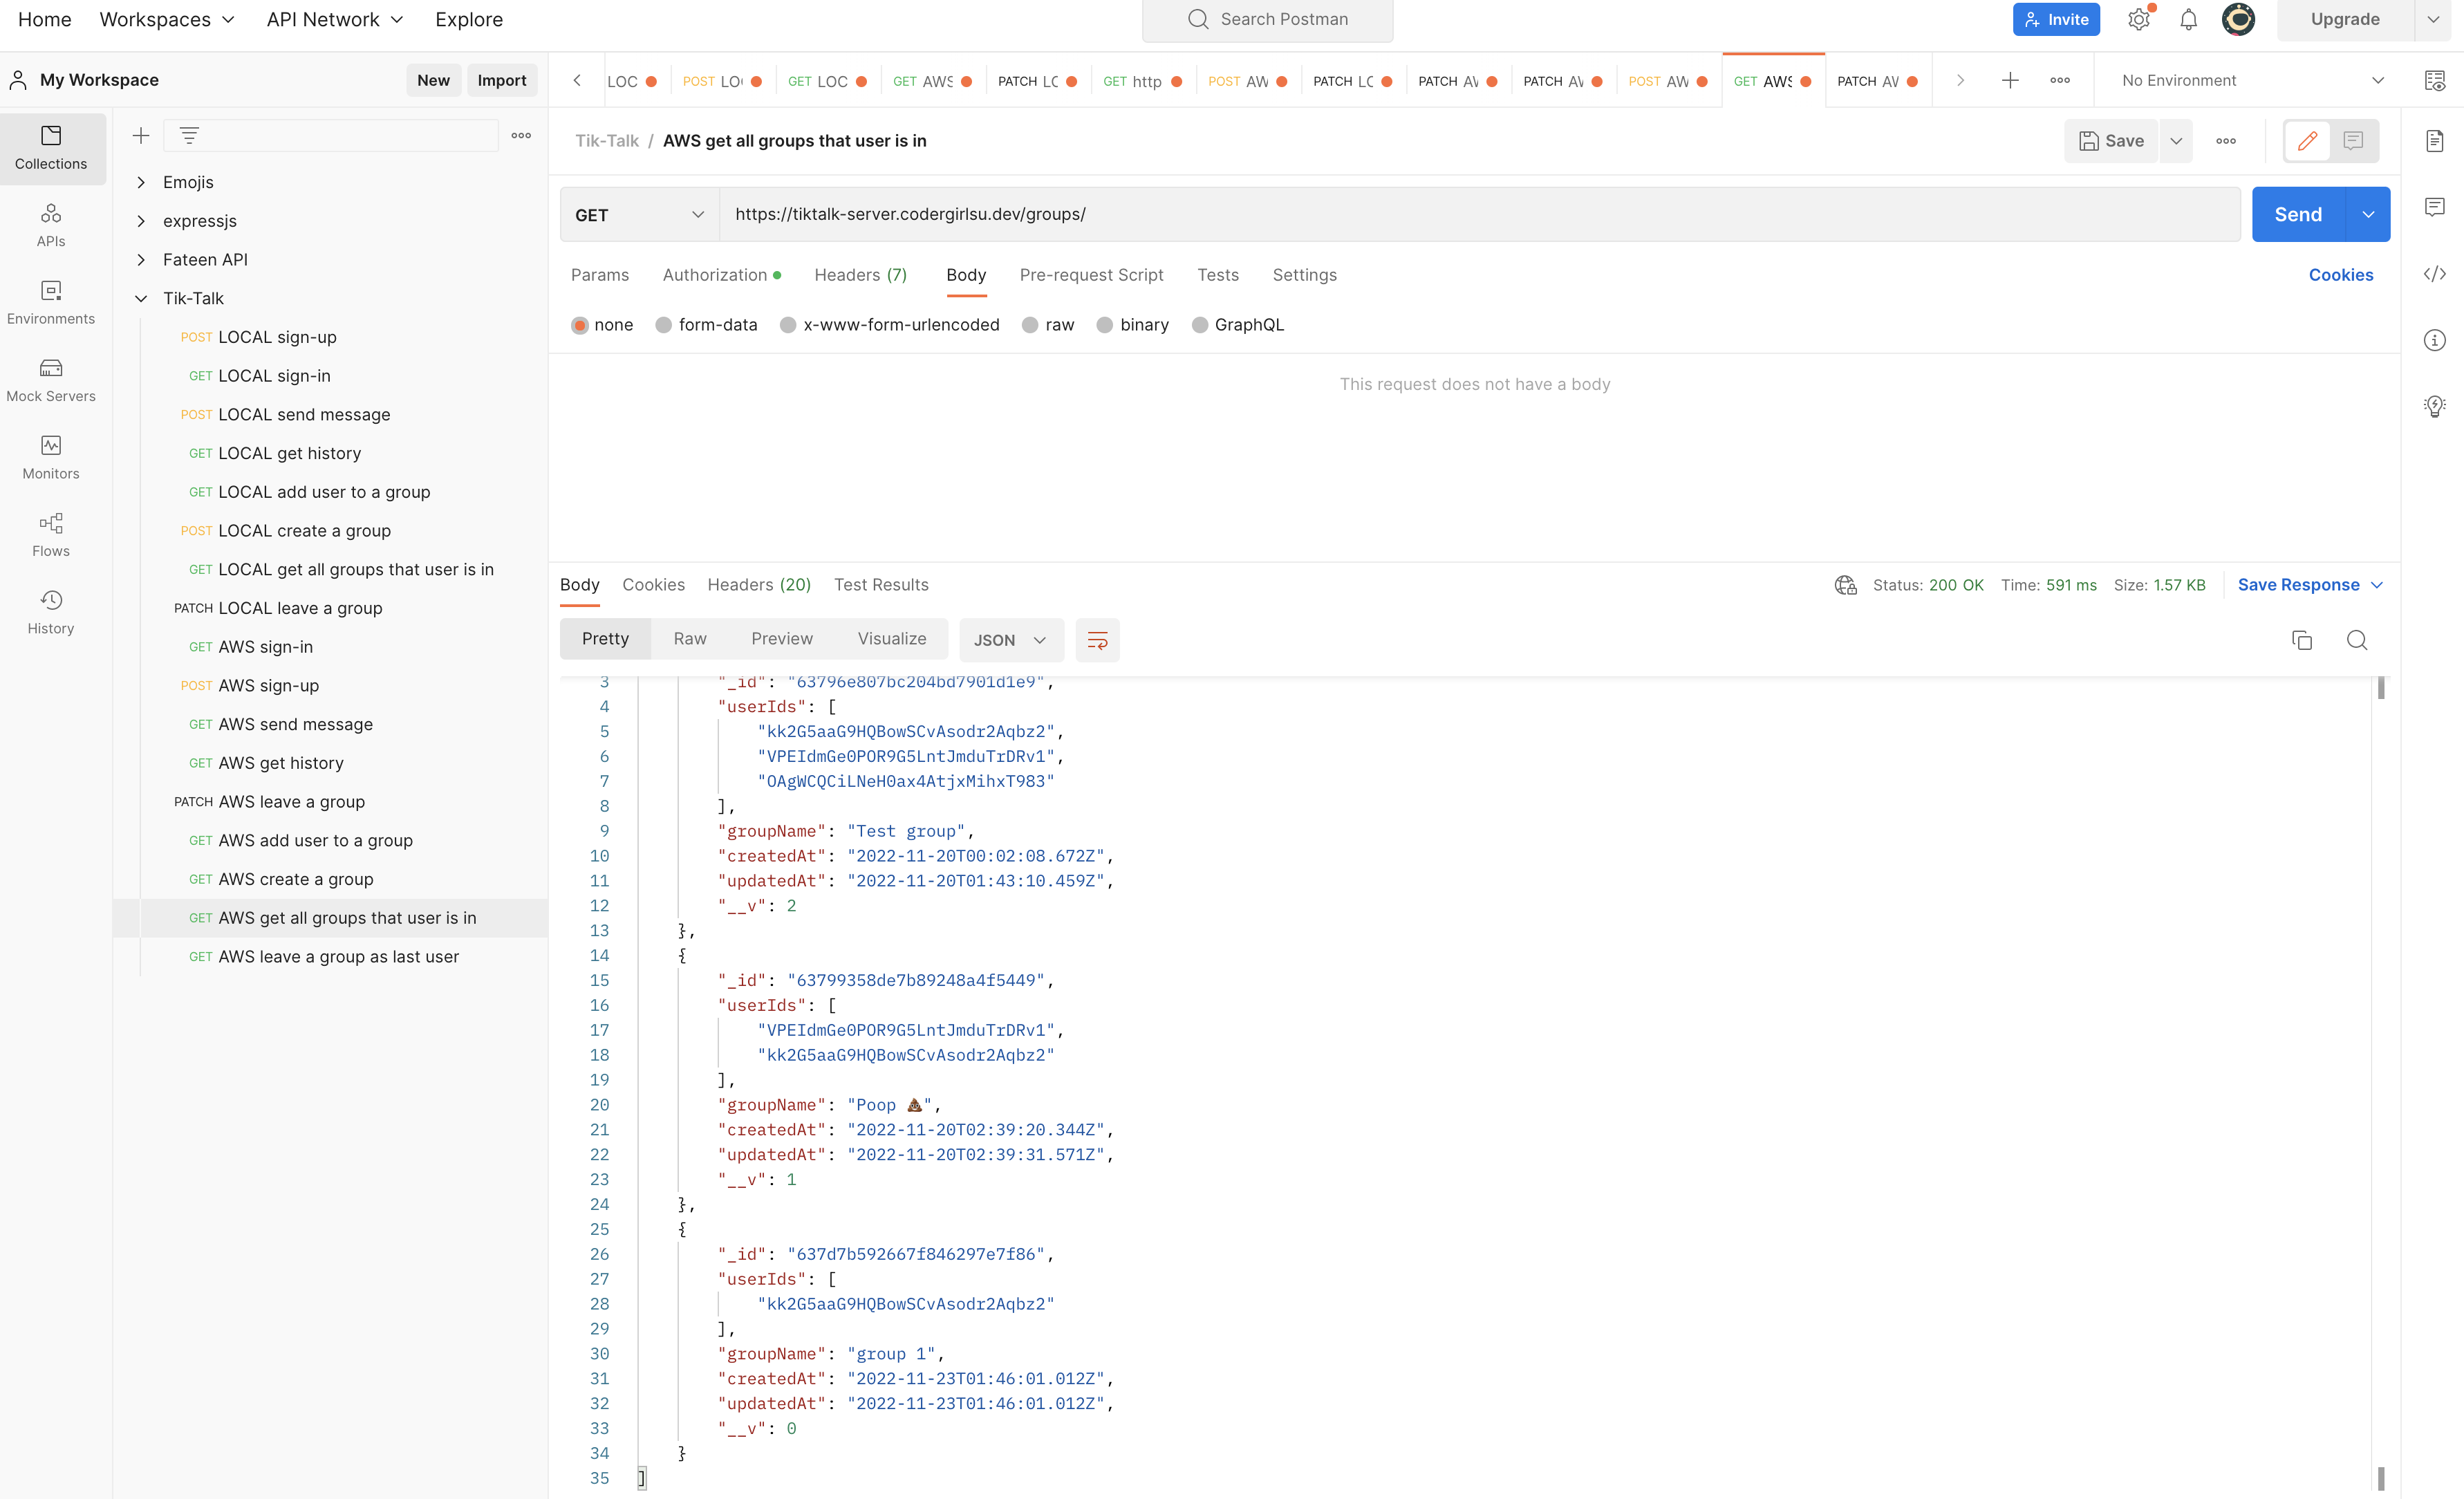 Home Workspaces API Network Explore Search Postman Invite Upgrade
My Workspace New Import
LOC POST LO GET LOC GET AWS PATCH LC GET http POST AW PATCH LC PATCH AV PATCH AV POST AW GET AWS PATCH AV No Environment
Collections
APIs
Environments
Mock Servers
Monitors
Flows
History
Emojis
expressjs
Fateen API
Tik-Talk
POST LOCAL sign-up
GET LOCAL sign-in
POST LOCAL send message
GET LOCAL get history
GET LOCAL add user to a group
POST LOCAL create a group
GET LOCAL get all groups that user is in
PATCH LOCAL leave a group
GET AWS sign-in
POST AWS sign-up
GET AWS send message
GET AWS get history
PATCH AWS leave a group
GET AWS add user to a group
GET AWS create a group
GET AWS get all groups that user is in
GET AWS leave a group as last user
Tik-Talk / AWS get all groups that user is in Save
GET https://tiktalk-server.codergirlsu.dev/groups/ Send
Params Authorization Headers (7) Body Pre-request Script Tests Settings Cookies
none form-data x-www-form-urlencoded raw binary GraphQL
This request does not have a body
Body Cookies Headers (20) Test Results Status: 200 OK Time: 591 ms Size: 1.57 KB Save Response
Pretty Raw Preview Visualize JSON
3 "_id": "63796e807bc204bd7901d1e9",
4 "userIds": [
5 "kk2G5aaG9HQBowSCvAsodr2Aqbz2",
6 "VPEIdmGe0POR9G5LntJmduTrDRv1",
7 "OAgWCQCiLNeH0ax4AtjxMihxT983"
8 ],
9 "groupName": "Test group",
10 "createdAt": "2022-11-20T00:02:08.672Z",
11 "updatedAt": "2022-11-20T01:43:10.459Z",
12 "__v": 2
13 },
14 {
15 "_id": "63799358de7b89248a4f5449",
16 "userIds": [
17 "VPEIdmGe0POR9G5LntJmduTrDRv1",
18 "kk2G5aaG9HQBowSCvAsodr2Aqbz2"
19 ],
20 "groupName": "Poop 💩",
21 "createdAt": "2022-11-20T02:39:20.344Z",
22 "updatedAt": "2022-11-20T02:39:31.571Z",
23 "__v": 1
24 },
25 {
26 "_id": "637d7b592667f846297e7f86",
27 "userIds": [
28 "kk2G5aaG9HQBowSCvAsodr2Aqbz2"
29 ],
30 "groupName": "group 1",
31 "createdAt": "2022-11-23T01:46:01.012Z",
32 "updatedAt": "2022-11-23T01:46:01.012Z",
33 "__v": 0
34 }
35 ]